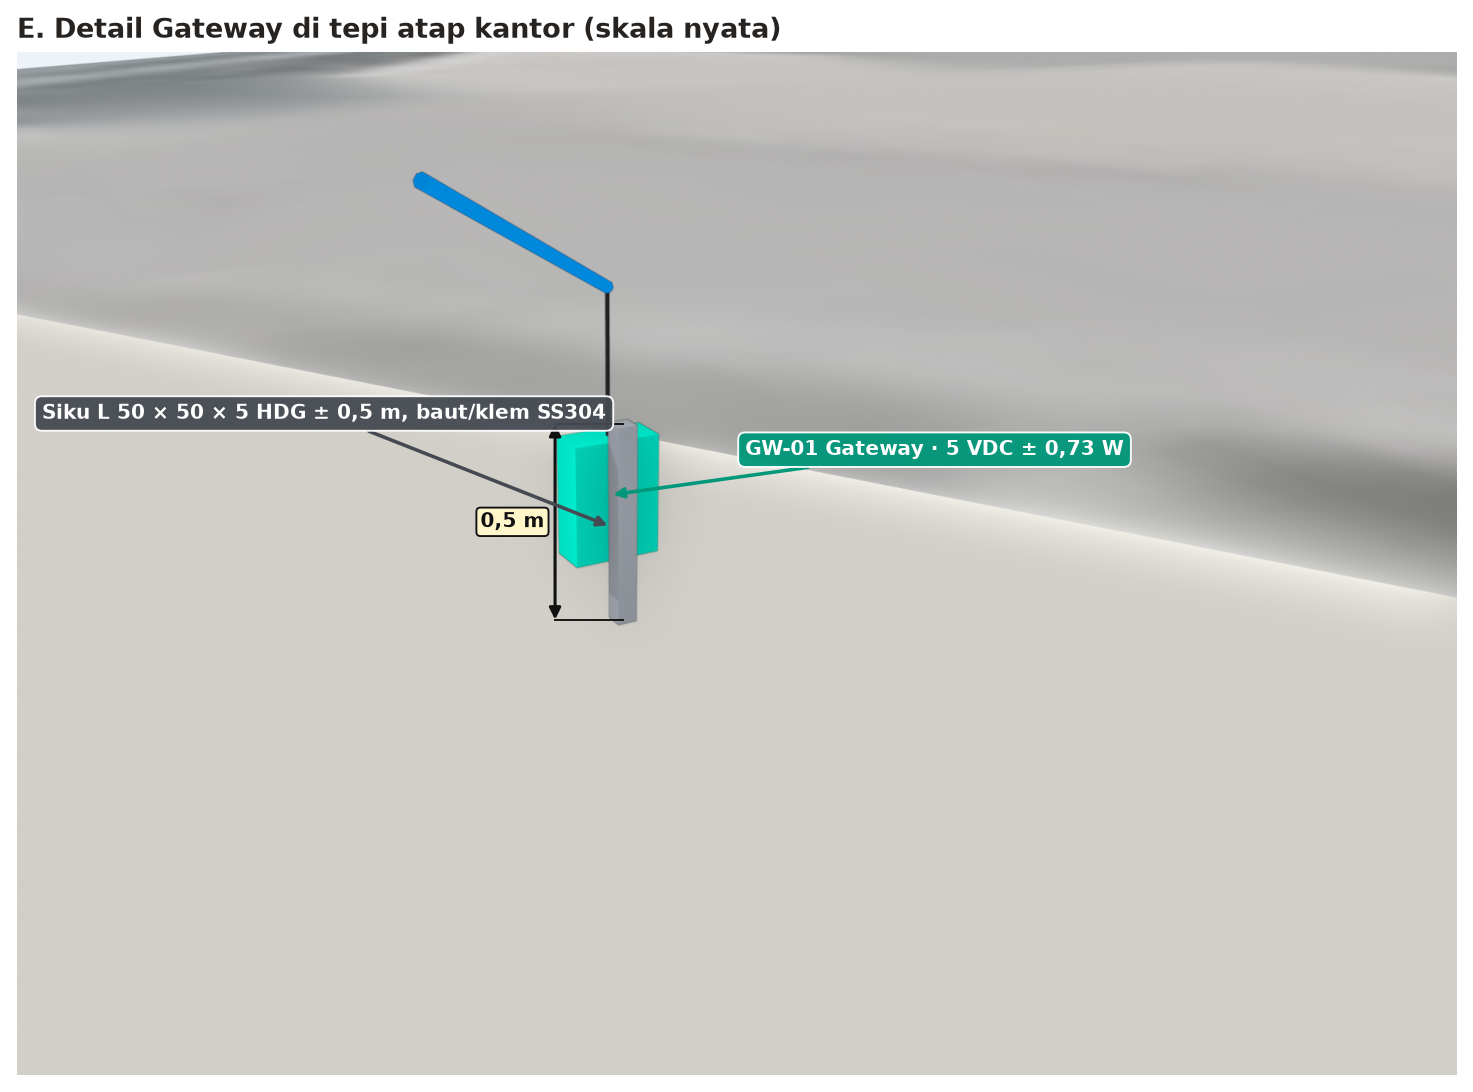 E. Detail Gateway di tepi atap kantor (skala nyata)
Siku L 50 × 50 × 5 HDG ± 0,5 m, baut/klem SS304
GW-01 Gateway · 5 VDC ± 0,73 W
0,5 m